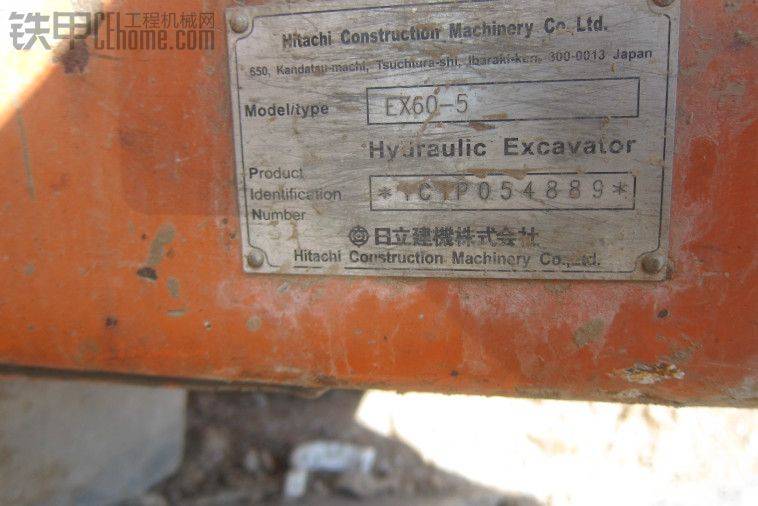 铁甲 工程机械网
CEhome.com
Hitachi Construction Machinery Co., Ltd.
650, Kandatsu-machi, Tsuchiura-shi, Ibaraki-ken, 300-0013 Japan
Model/type EX60-5
Hydraulic Excavator
Product
Identification
Number
日立建機株式会社
Hitachi Construction Machinery Co., Ltd.